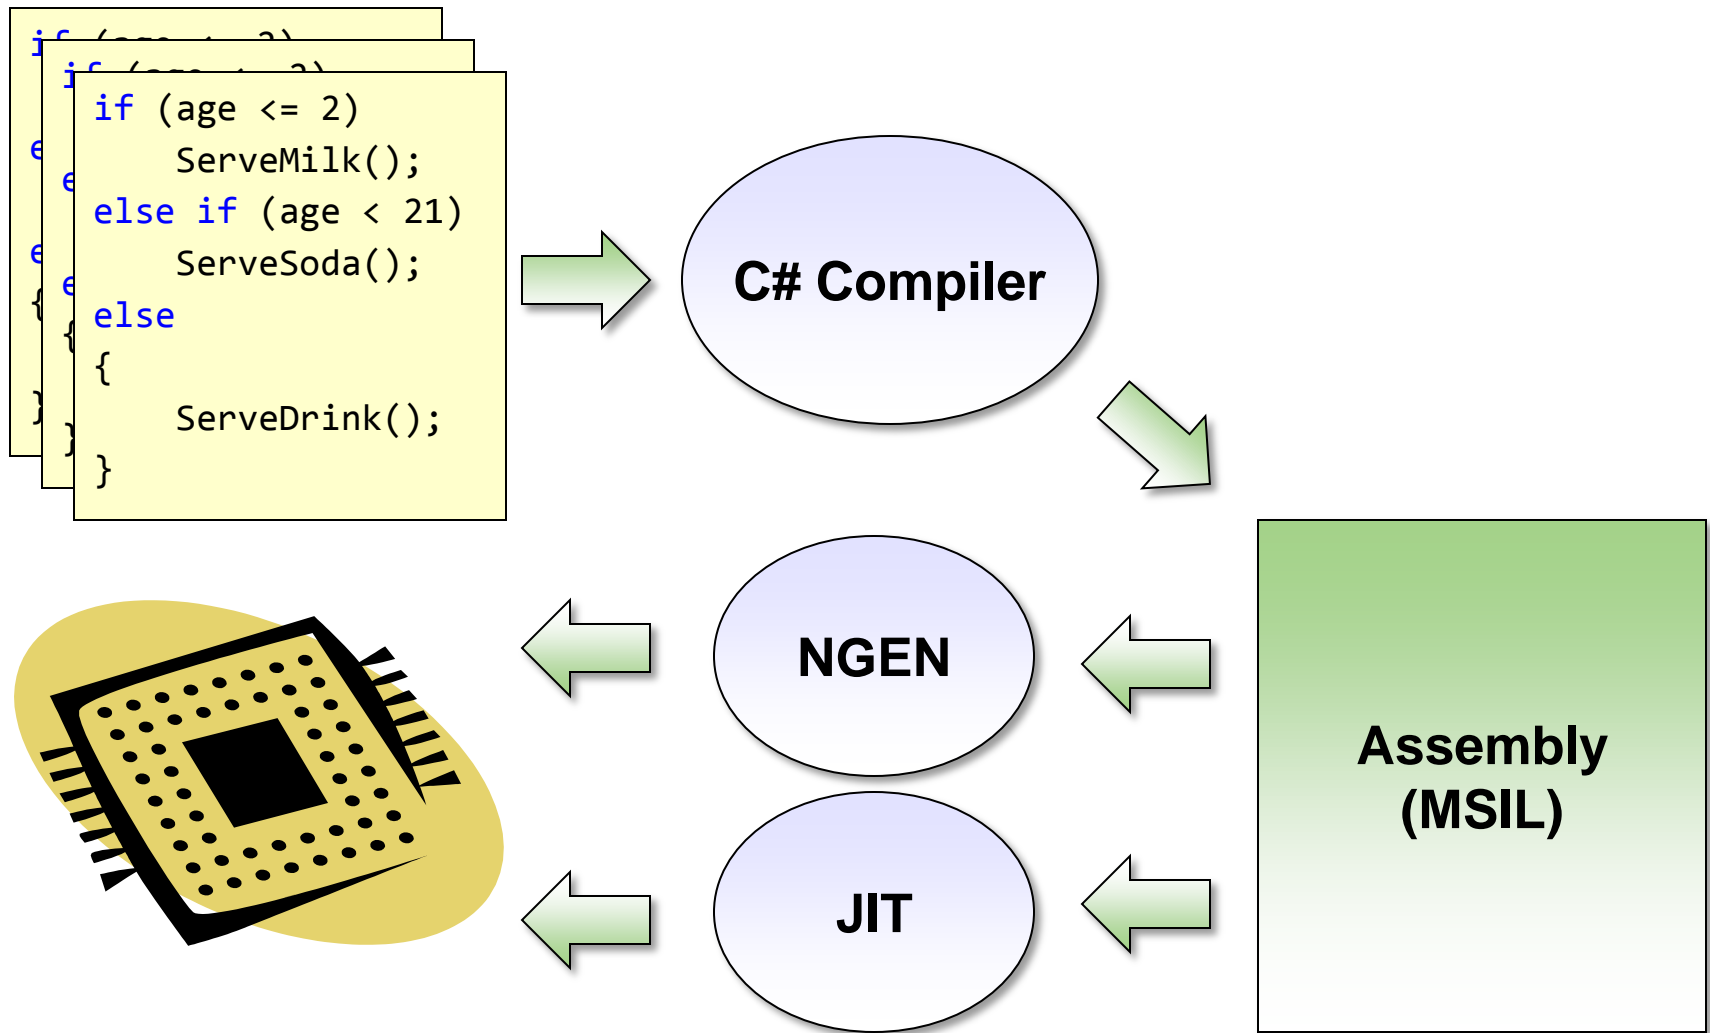 if (age <= 2)
ServeMilk();
else if (age < 21)
ServeSoda();
else
{
ServeDrink();
}
C# Compiler
NGEN
JIT
Assembly
(MSIL)